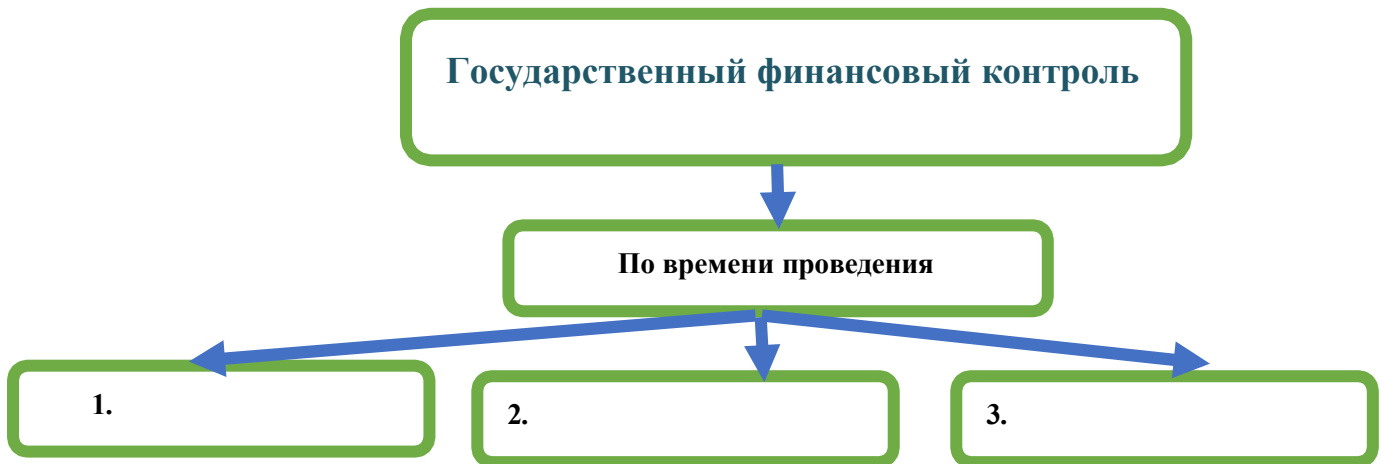 Государственный финансовый контроль
По времени проведения
1.
2.
3.